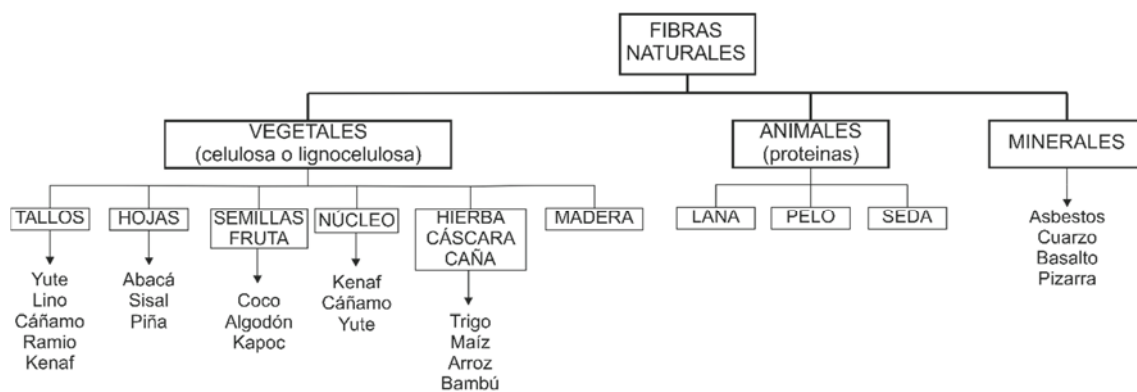 FIBRAS
NATURALES
VEGETALES
(celulosa o lignocelulosa)
ANIMALES
(proteinas)
MINERALES
TALLOS
HOJAS
SEMILLAS
FRUTA
NÚCLEO
HIERBA
CÁSCARA
CAÑA
MADERA
LANA
PELO
SEDA
Yute
Lino
Cáñamo
Ramio
Kenaf
Abacá
Sisal
Piña
Coco
Algodón
Kapoc
Kenaf
Cáñamo
Yute
Trigo
Maíz
Arroz
Bambú
Asbestos
Cuarzo
Basalto
Pizarra